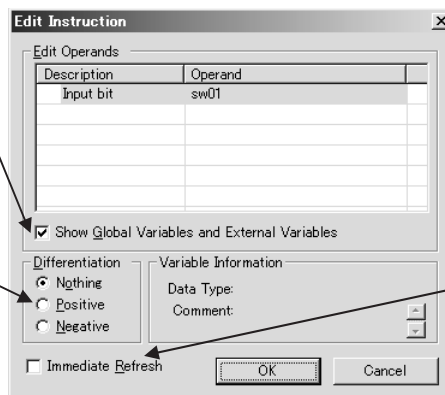 Edit Instruction
Edit Operands
Description Operand
Input bit sw01
Show Global Variables and External Variables
Differentiation
Nothing
Positive
Negative
Variable Information
Data Type:
Comment:
Immediate Refresh
OK
Cancel